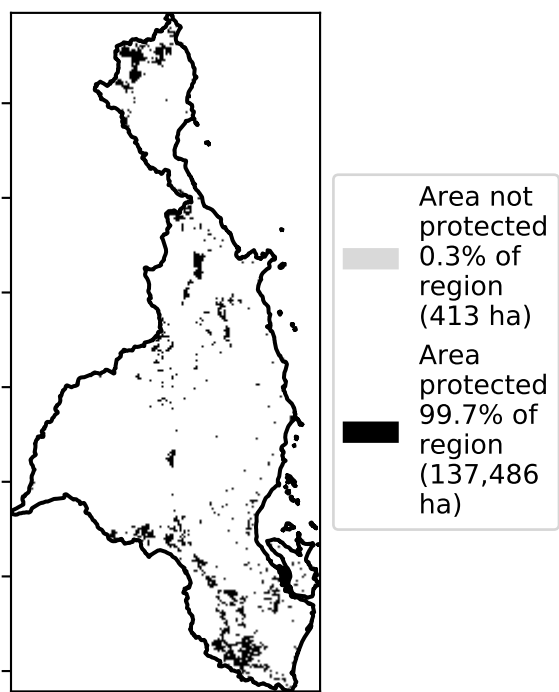 Area not
protected
0.3% of
region
(413 ha)
Area
protected
99.7% of
region
(137,486
ha)